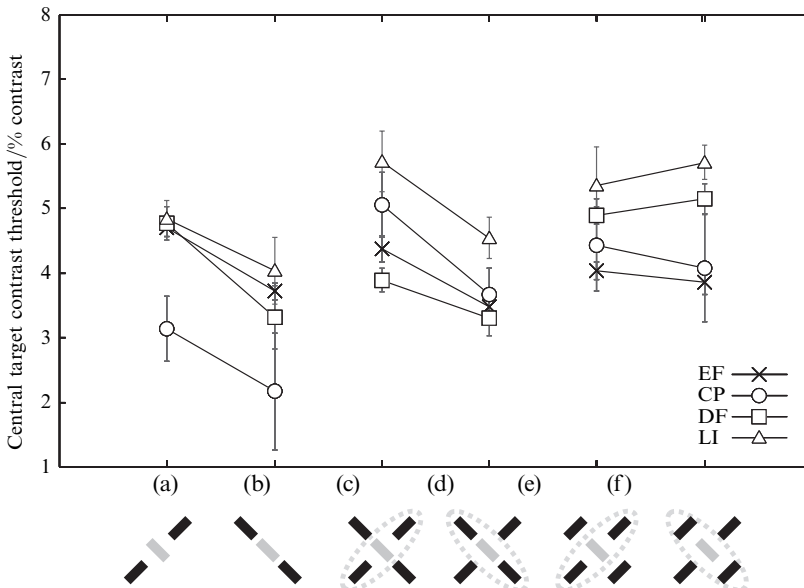 Central target contrast threshold/% contrast
8
7
6
5
4
3
2
1
EF
CP
DF
LI
(a) (b) (c) (d) (e) (f)